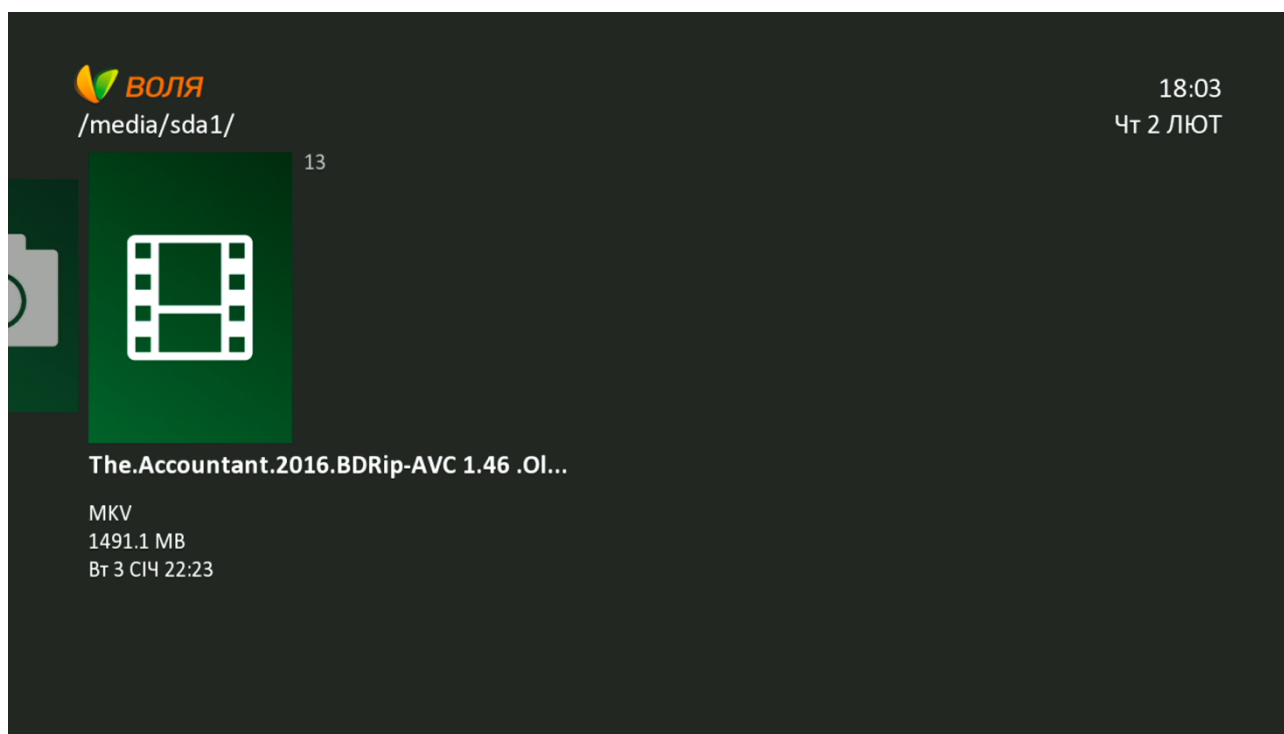 воля
/media/sda1/
18:03
Чт 2 ЛЮТ
13
The.Accountant.2016.BDRip-AVC 1.46 .Ol...
MKV
1491.1 MB
Вт 3 СІЧ 22:23